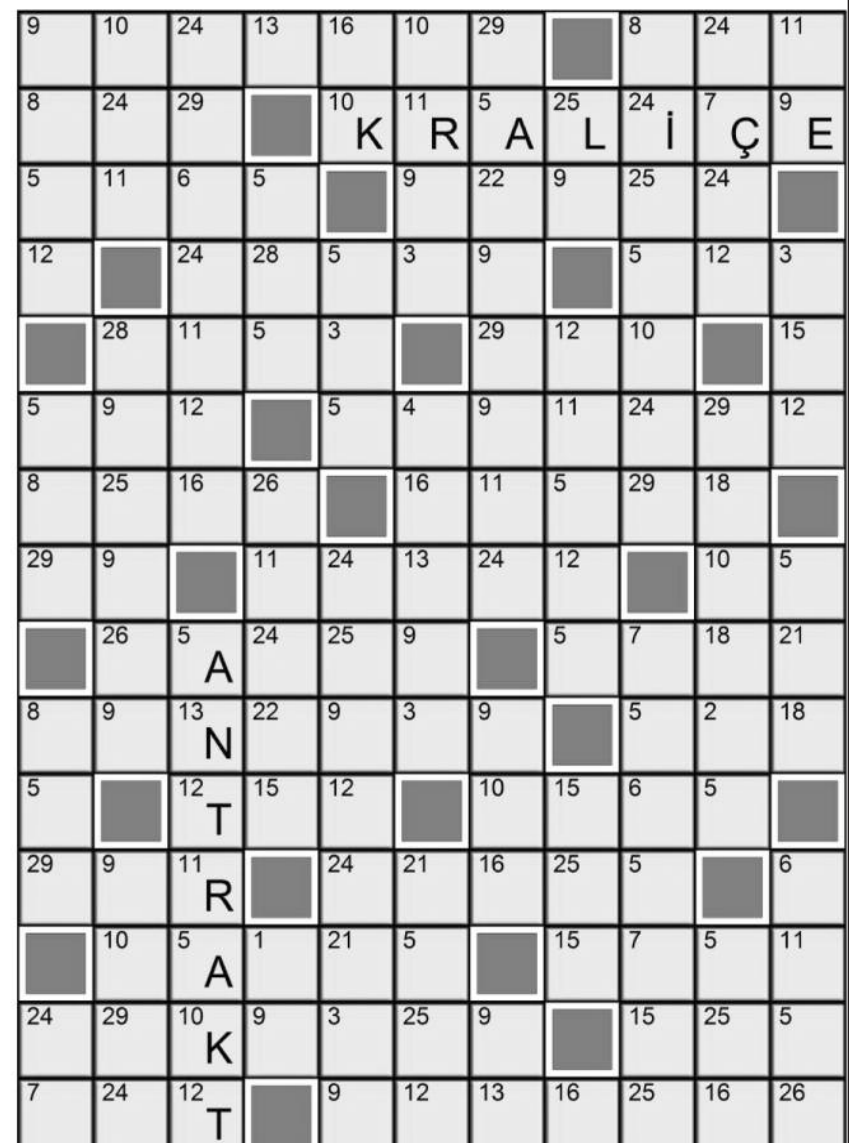 9 10 24 13 16 10 29 8 24 11
8 24 29 10 K 11 R 5 A 25 L 24 İ 7 Ç 9 E
5 11 6 5 9 22 9 25 24
12 24 28 5 3 9 5 12 3
28 11 5 3 29 12 10 15
5 9 12 5 4 9 11 24 29 12
8 25 16 26 16 11 5 29 18
29 9 11 24 13 24 12 10 5
26 5 A 24 25 9 5 7 18 21
8 9 13 N 22 9 3 9 5 2 18
5 12 T 15 12 10 15 6 5
29 9 11 R 24 21 16 25 5 6
10 5 A 1 21 5 15 7 5 11
24 29 10 K 9 3 25 9 15 25 5
7 24 12 T 9 12 13 16 25 16 26